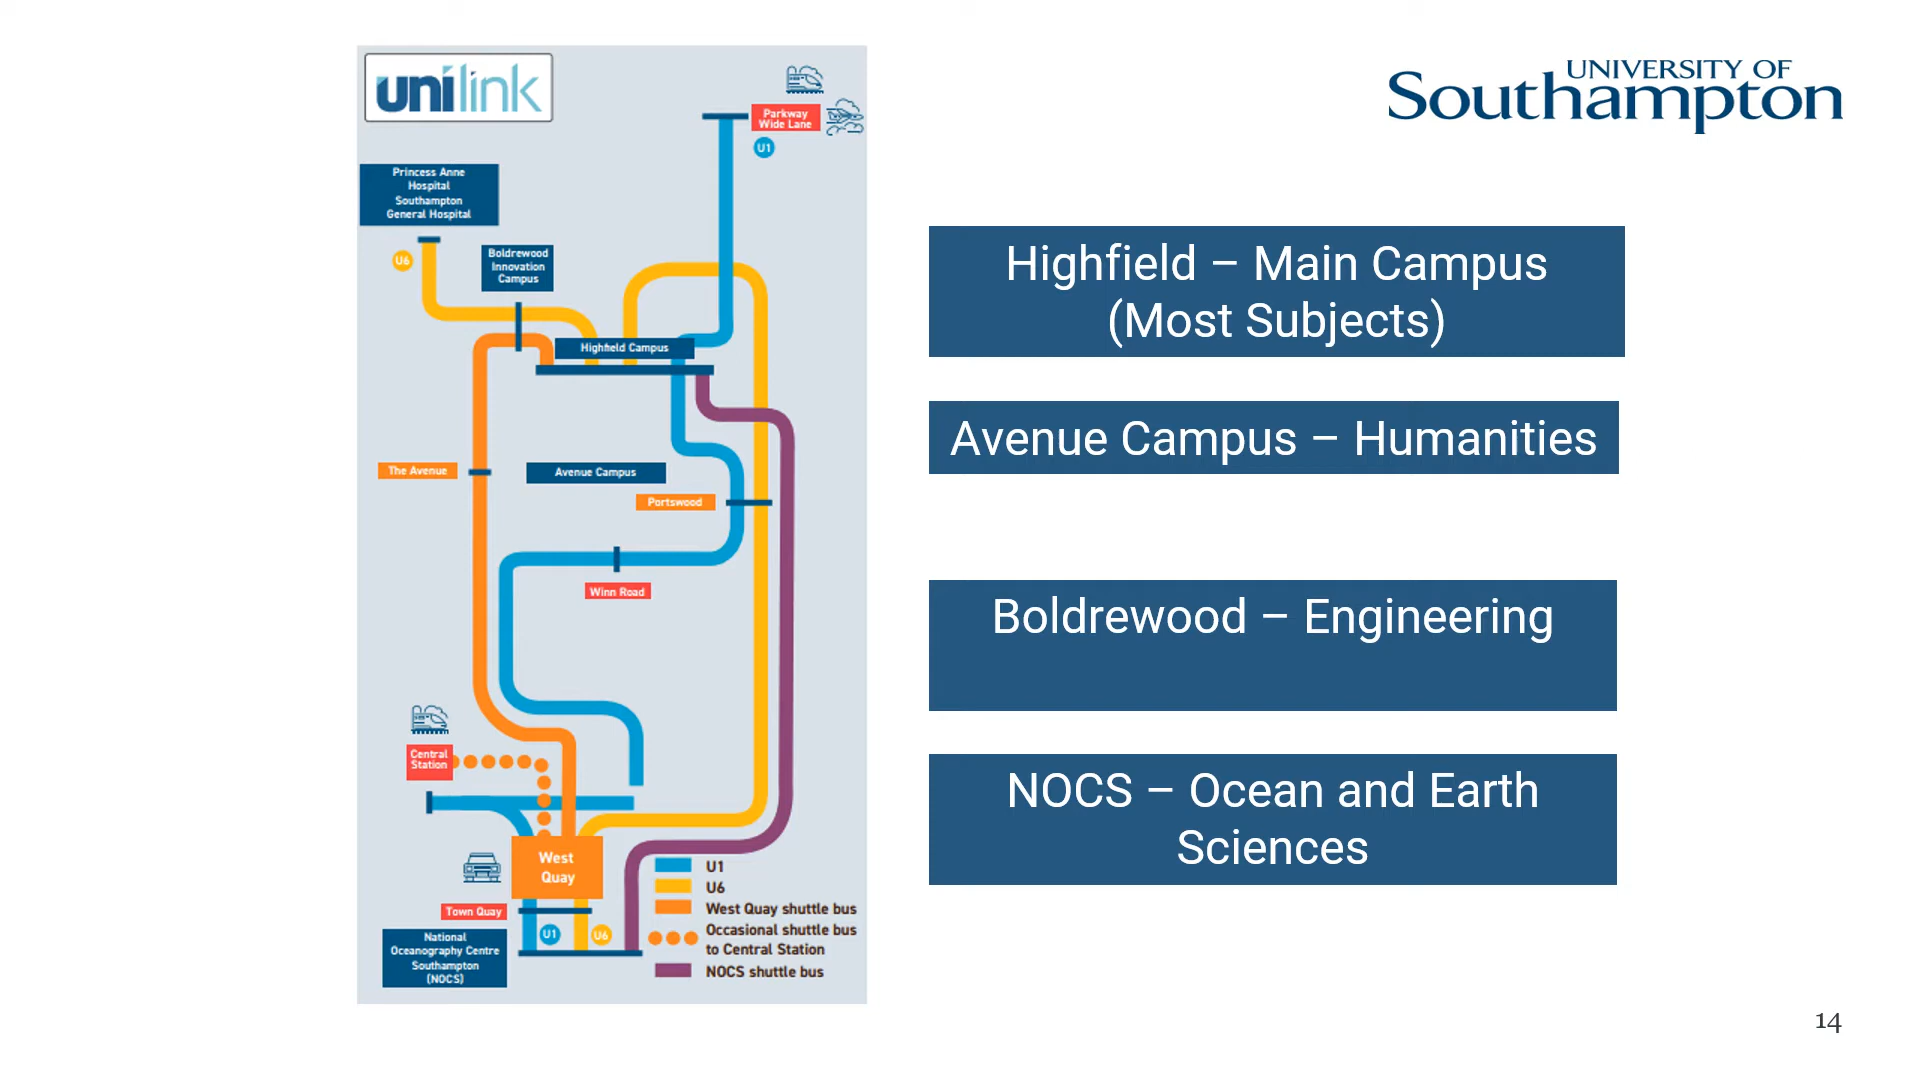 unilink
Parkway
Wide Lane
U1
Princess Anne
Hospital
Southampton
General Hospital
U6
Boldrewood
Innovation
Campus
Highfield Campus
The Avenue
Avenue Campus
Portswood
Winn Road
Central
Station
West
Quay
Town Quay
U1
U6
National
Oceanography Centre
Southampton
(NOCS)
U1
U6
West Quay shuttle bus
Occasional shuttle bus
to Central Station
NOCS shuttle bus
UNIVERSITY OF
Southampton
Highfield – Main Campus
(Most Subjects)
Avenue Campus – Humanities
Boldrewood – Engineering
NOCS – Ocean and Earth
Sciences
14